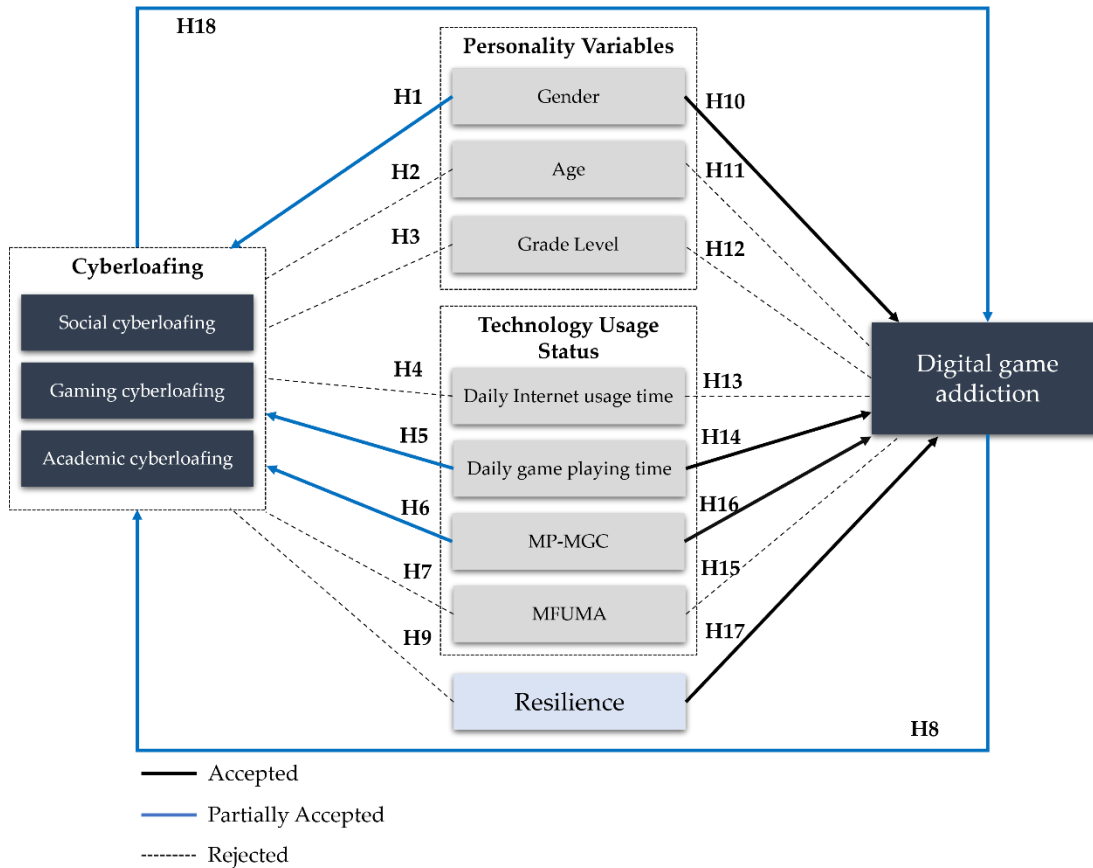 H18
Personality Variables
H1
Gender
H10
H2
Age
H11
H3
Grade Level
H12
Cyberloafing
Social cyberloafing
Gaming cyberloafing
Academic cyberloafing
Technology Usage
Status
H4
Daily Internet usage time
H13
H5
Daily game playing time
H14
H6
MP-MGC
H16
H7
MFUMA
H15
H9
Resilience
H17
Digital game
addiction
H8
Accepted
Partially Accepted
Rejected